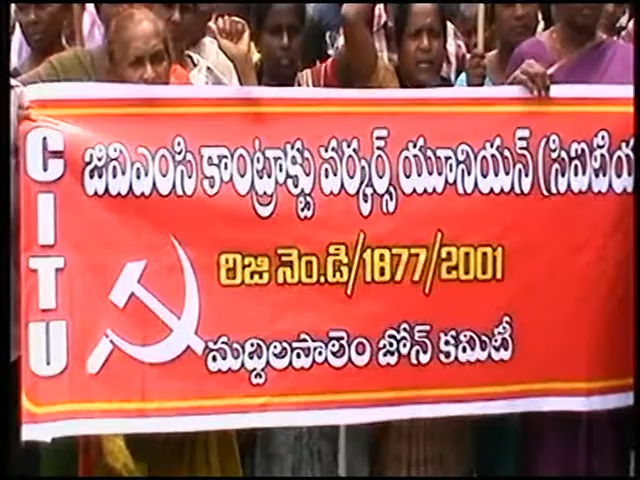 CITU
జివిఎంసి కాంట్రాక్టు వర్కర్స్ యూనియన్ (సిఐటియ
రిజి నెం.డి/1877/2001
మద్దిలపాలెం జోన్ కమిటీ